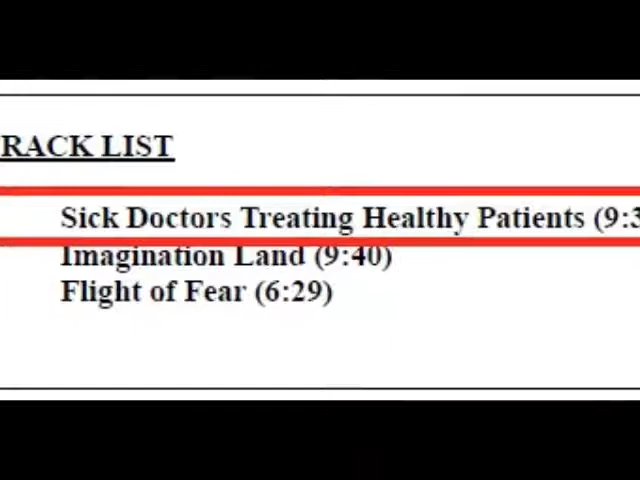 RACK LIST
Sick Doctors Treating Healthy Patients (9:3
Imagination Land (9:40)
Flight of Fear (6:29)